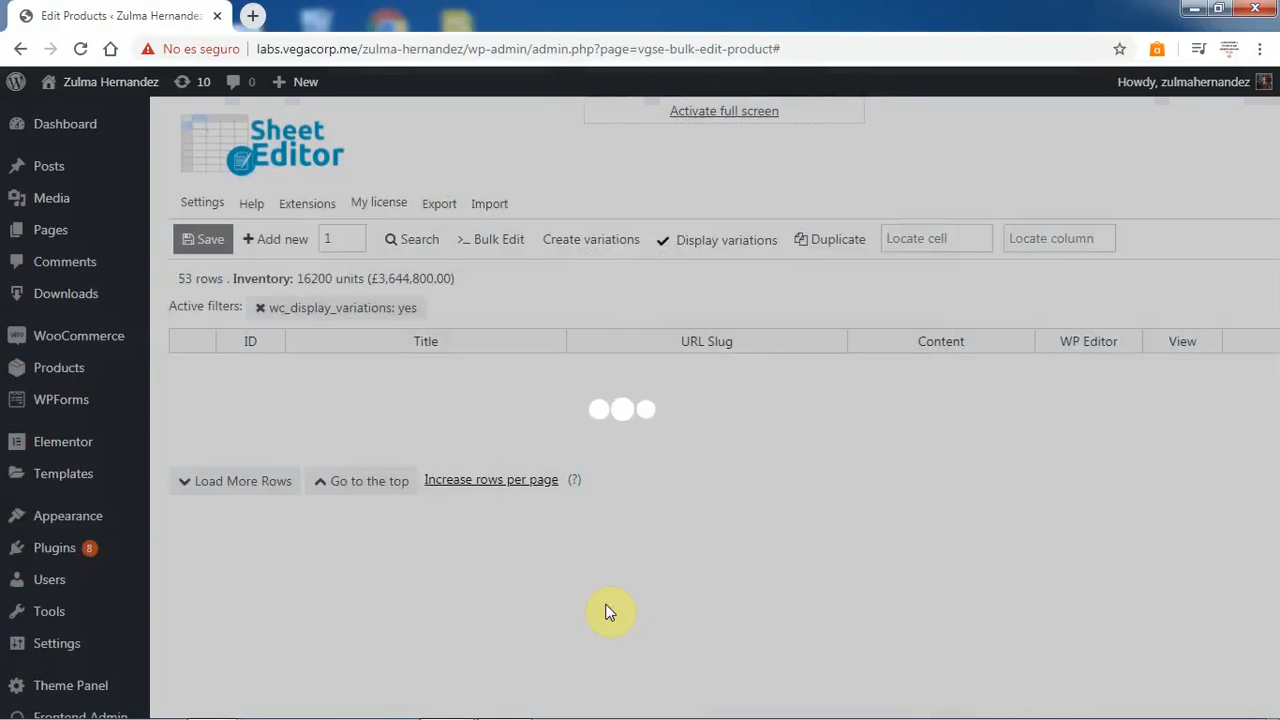 Edit Products ‹ Zulma Hernandez
No es seguro
labs.vegacorp.me/zulma-hernandez/wp-admin/admin.php?page=vgse-bulk-edit-product#
Zulma Hernandez
10
0
New
Howdy, zulmahernandez
Dashboard
Posts
Media
Pages
Comments
Downloads
WooCommerce
Products
WPForms
Elementor
Templates
Appearance
Plugins 8
Users
Tools
Settings
Theme Panel
Frontend Admin
Activate full screen
Sheet
Editor
Settings Help Extensions My license Export Import
Save Add new 1 Search Bulk Edit Create variations Display variations Duplicate Locate cell Locate column
53 rows . Inventory: 16200 units (£3,644,800.00)
Active filters: wc_display_variations: yes
ID Title URL Slug Content WP Editor View
Load More Rows Go to the top Increase rows per page (?)